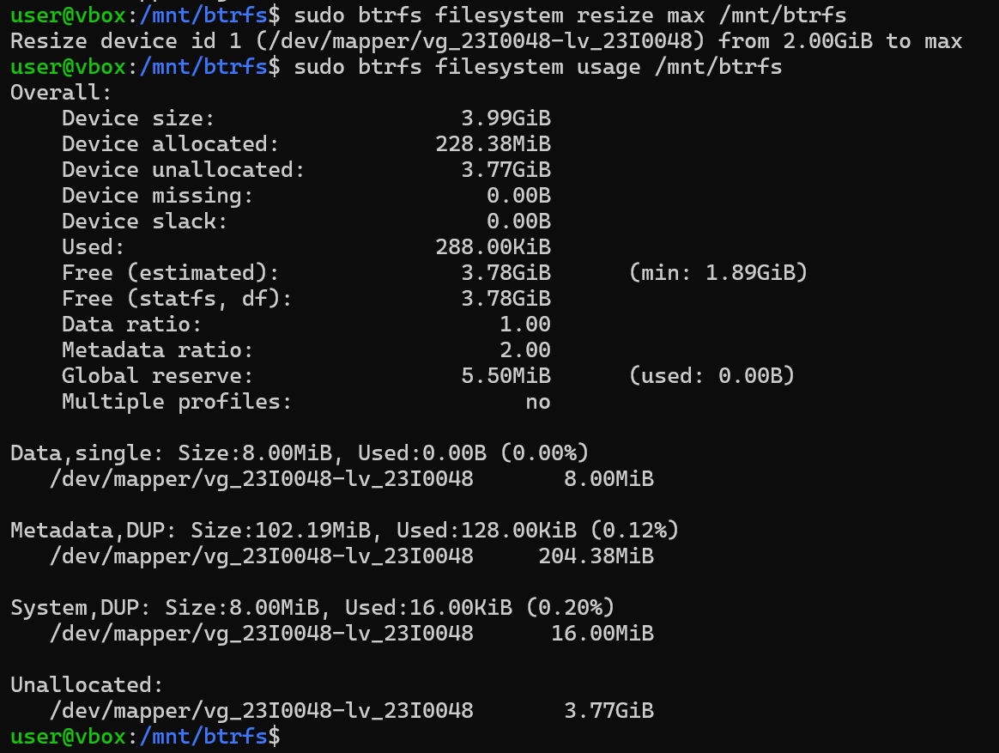 user@vbox:/mnt/btrfs$ sudo btrfs filesystem resize max /mnt/btrfs
Resize device id 1 (/dev/mapper/vg_23I0048-lv_23I0048) from 2.00GiB to max
user@vbox:/mnt/btrfs$ sudo btrfs filesystem usage /mnt/btrfs
Overall:
    Device size:                   3.99GiB
    Device allocated:            228.38MiB
    Device unallocated:            3.77GiB
    Device missing:                  0.00B
    Device slack:                    0.00B
    Used:                        288.00KiB
    Free (estimated):              3.78GiB      (min: 1.89GiB)
    Free (statfs, df):             3.78GiB
    Data ratio:                       1.00
    Metadata ratio:                   2.00
    Global reserve:                5.50MiB      (used: 0.00B)
    Multiple profiles:                  no

Data,single: Size:8.00MiB, Used:0.00B (0.00%)
   /dev/mapper/vg_23I0048-lv_23I0048       8.00MiB

Metadata,DUP: Size:102.19MiB, Used:128.00KiB (0.12%)
   /dev/mapper/vg_23I0048-lv_23I0048     204.38MiB

System,DUP: Size:8.00MiB, Used:16.00KiB (0.20%)
   /dev/mapper/vg_23I0048-lv_23I0048      16.00MiB

Unallocated:
   /dev/mapper/vg_23I0048-lv_23I0048       3.77GiB
user@vbox:/mnt/btrfs$